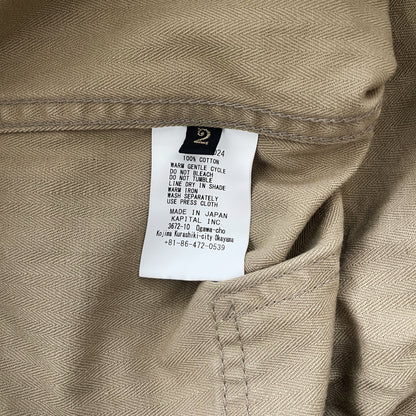 2
024
100% COTTON
WARM GENTLE CYCLE
DO NOT BLEACH
DO NOT TUMBLE
LINE DRY IN SHADE
WARM IRON
WASH SEPARATELY
USE PRESS CLOTH
MADE IN JAPAN
KAPITAL INC.
3672-10 Ogawa-cho
Kojima Kurashiki-city Okayama
+81-86-472-0539